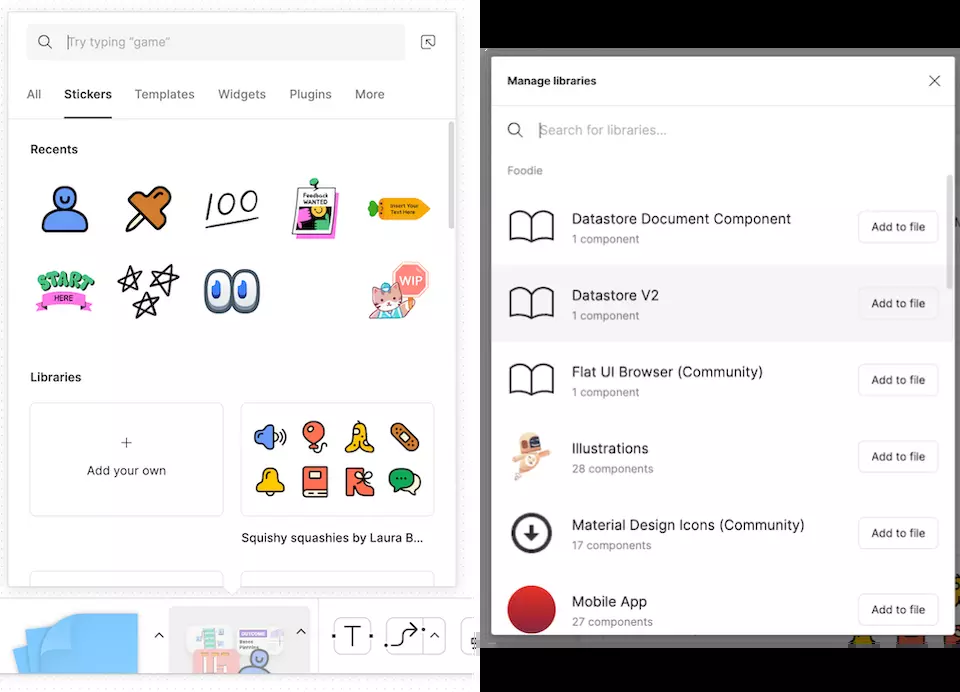 Try typing “game”
All
Stickers
Templates
Widgets
Plugins
More
Recents
100
Feedback
WANTED
Insert Your
Text Here
START
HERE
WIP
Libraries
Add your own
Squishy squashies by Laura B...
OUTCOME
T
Manage libraries
Search for libraries...
Foodie
Datastore Document Component
1 component
Add to file
Datastore V2
1 component
Add to file
Flat UI Browser (Community)
1 component
Add to file
Illustrations
28 components
Add to file
Material Design Icons (Community)
17 components
Add to file
Mobile App
27 components
Add to file